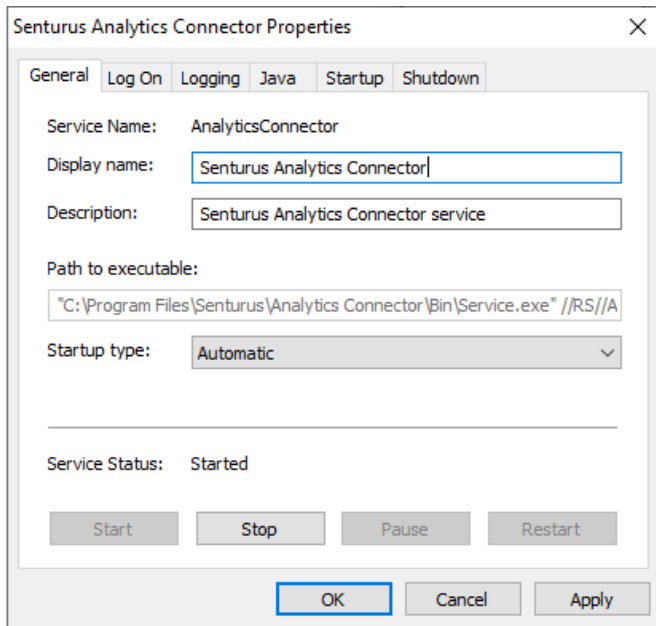 Senturus Analytics Connector Properties
General Log On Logging Java Startup Shutdown
Service Name: AnalyticsConnector
Display name: Senturus Analytics Connector
Description: Senturus Analytics Connector service
Path to executable:
"C:\Program Files\Senturus\Analytics Connector\Bin\Service.exe" //RS//A
Startup type: Automatic
Service Status: Started
Start Stop Pause Restart
OK Cancel Apply